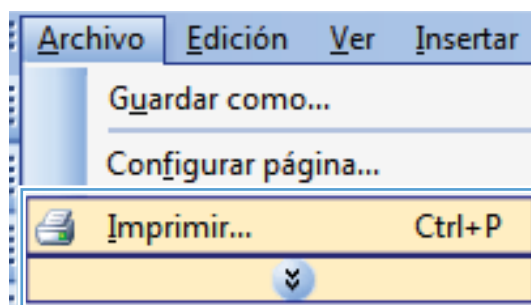 Archivo Edición Ver Insertar
Guardar como...
Configurar página...
Imprimir... Ctrl+P